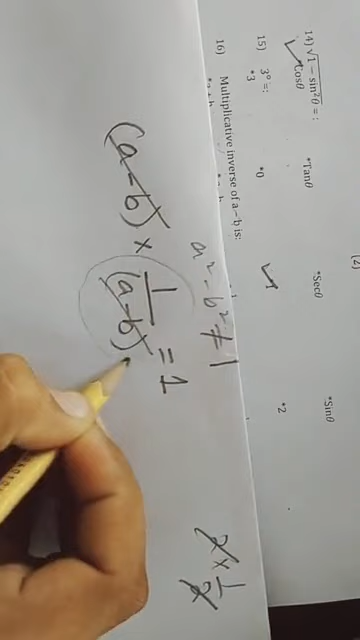 (2)
14) √1 − sin²θ = :
*Cosθ *Tanθ *Secθ *Sinθ
15) 3⁰ = :
*3 *0 *2
16) Multiplicative inverse of a − b is:
a² − b² ≠ 1
(a − b) × 1/(a − b) = 1
2 × 1/2